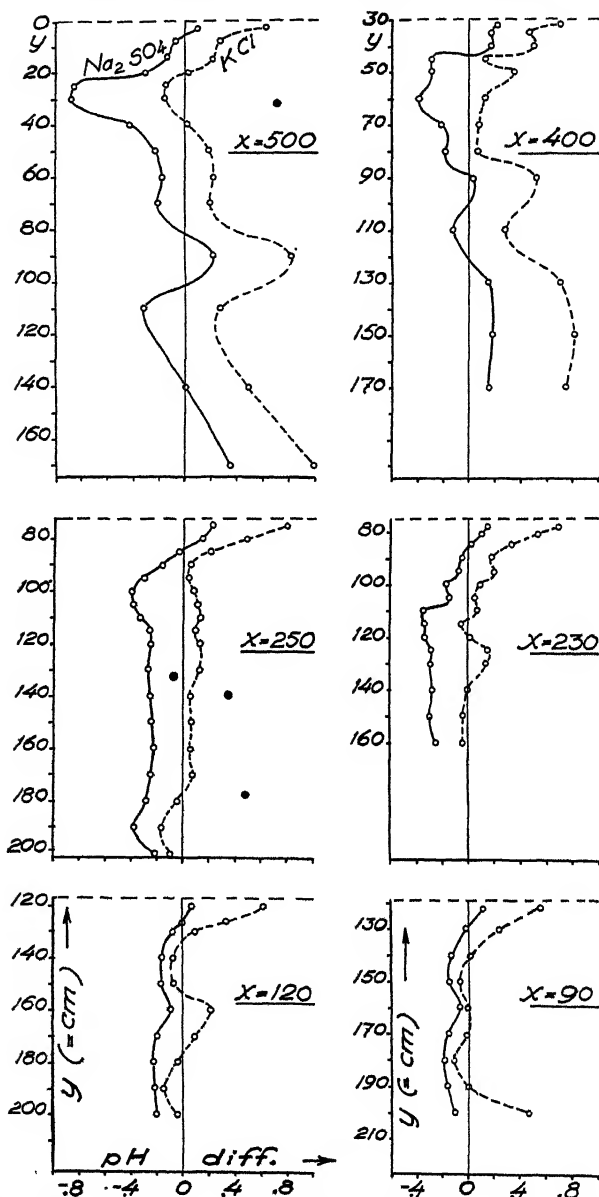 0
y
20
40
60
80
100
120
140
160
Na₂SO₄
KCl
X=500
30
y
50
70
90
110
130
150
170
X=400
80
100
120
140
160
180
200
X=250
80
100
120
140
160
X=230
120
140
160
180
200
y (=cm) →
X=120
pH diff. →
-.8 -.4 0 .4 .8
130
150
170
190
210
y (=cm) →
X=90
-.8 -.4 0 .4 .8